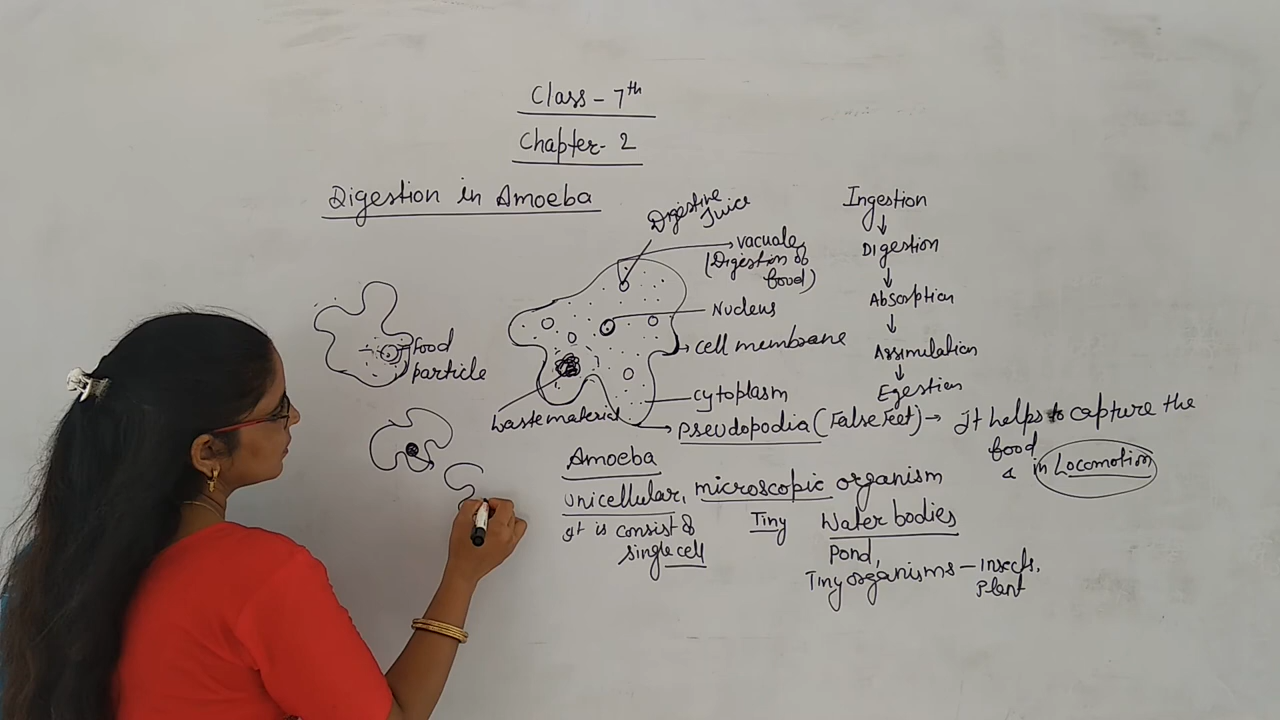 Class - 7th
Chapter - 2
Digestion in Amoeba
Digestive
Juice
vacuole
(Digestion of
food)
Nucleus
cell membrane
cytoplasm
Pseudopodia (False Feet) → It helps to capture the
food
& in Locomotion
food
particle
Waste material
Ingestion
↓
Digestion
↓
Absorption
↓
Assimilation
↓
Egestion
Amoeba
Unicellular, microscopic organism
It is consist of
single cell
Tiny
Water bodies
Pond,
Tiny organisms - Insects,
Plant